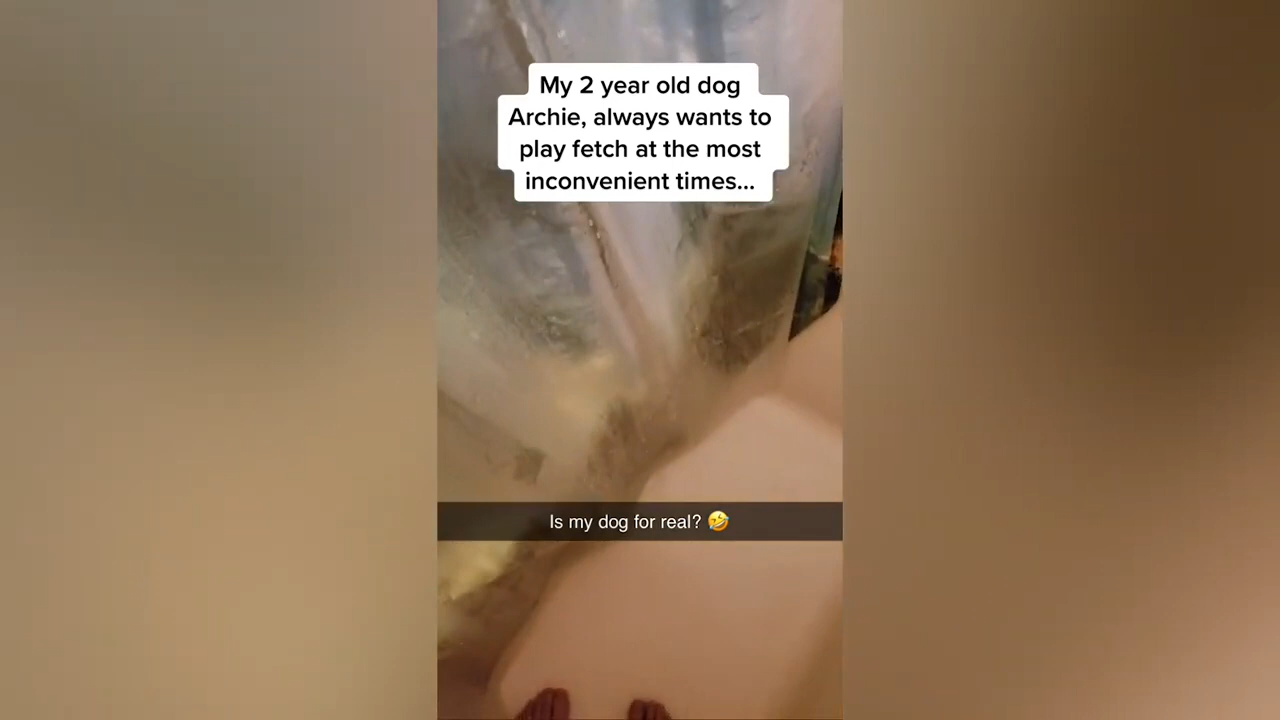 My 2 year old dog
Archie, always wants to
play fetch at the most
inconvenient times...
Is my dog for real? 🤣